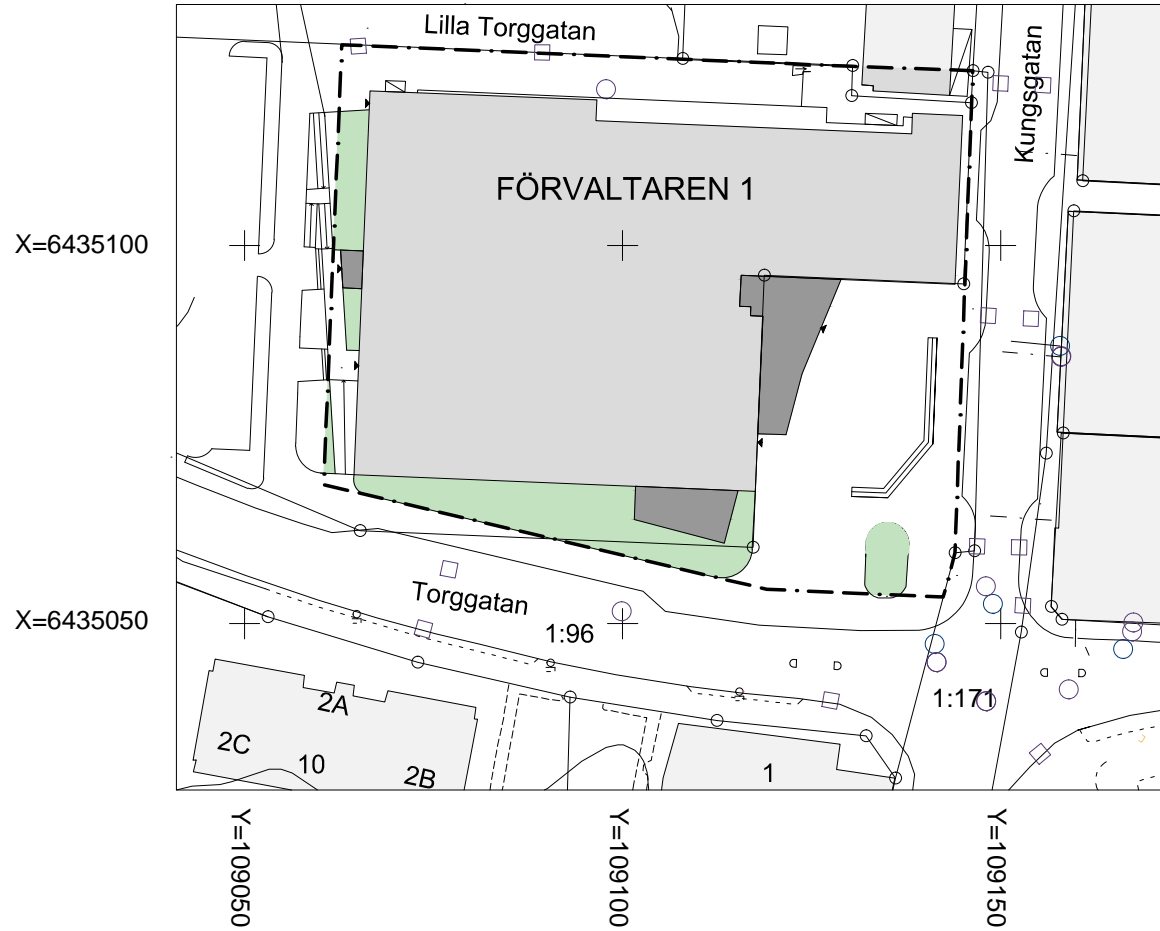 Lilla Torggatan
Kungsgatan
FÖRVALTAREN 1
X=6435100
Torggatan
X=6435050
1:96
1:171
2A
2C
10
2B
1
Y=109050
Y=109100
Y=109150